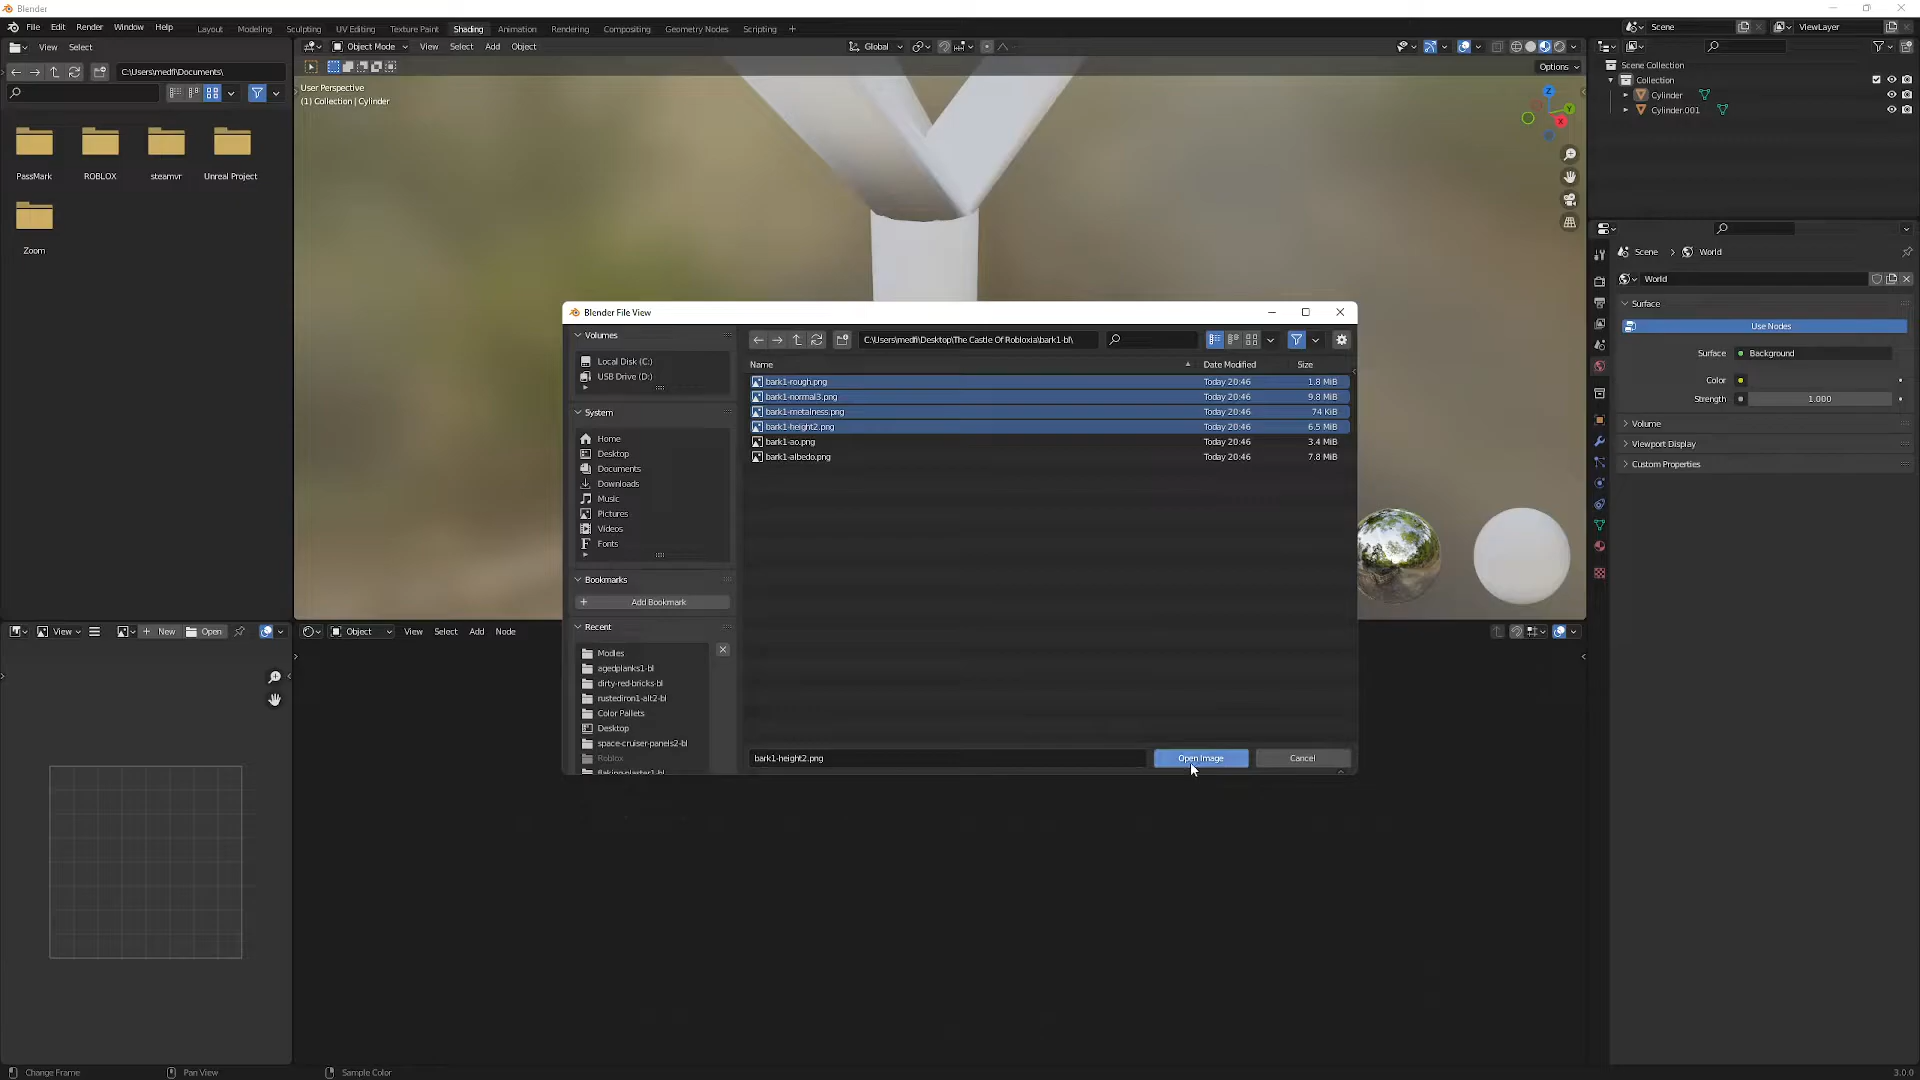 Blender
File Edit Render Window Help Layout Modeling Sculpting UV Editing Texture Paint Shading Animation Rendering Compositing Geometry Nodes Scripting + Scene ViewLayer
View Select
Object Mode View Select Add Object Global
C:\Users\medfi\Documents\
Options
PassMark ROBLOX steamvr Unreal Project
Zoom
User Perspective
(1) Collection | Cylinder
Z
Y
X
Scene Collection
Collection
Cylinder
Cylinder.001
Scene > World
World
Surface
Use Nodes
Surface Background
Color
Strength 1.000
Volume
Viewport Display
Custom Properties
Blender File View
Volumes
Local Disk (C:)
USB Drive (D:)
System
Home
Desktop
Documents
Downloads
Music
Pictures
Videos
Fonts
Bookmarks
+ Add Bookmark
Recent
Modles
agedplanks1-bl
dirty-red-bricks-bl
rustediron1-alt2-bl
Color Pallets
Desktop
space-cruiser-panels2-bl
Roblox
flaking-plaster1-bl
C:\Users\medfi\Desktop\The Castle Of Robloxia\bark1-bl\
Name Date Modified Size
bark1-rough.png Today 20:46 1.8 MiB
bark1-normal3.png Today 20:46 9.8 MiB
bark1-metalness.png Today 20:46 74 KiB
bark1-height2.png Today 20:46 6.5 MiB
bark1-ao.png Today 20:46 3.4 MiB
bark1-albedo.png Today 20:46 7.8 MiB
bark1-height2.png Open Image Cancel
View + New Open
Object View Select Add Node
Change Frame Pan View Sample Color 3.0.0